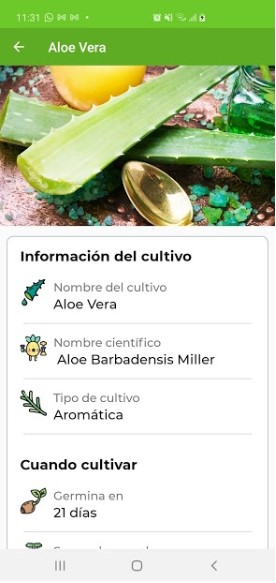 11:31
Aloe Vera
Información del cultivo
Nombre del cultivo
Aloe Vera
Nombre científico
Aloe Barbadensis Miller
Tipo de cultivo
Aromática
Cuando cultivar
Germina en
21 días